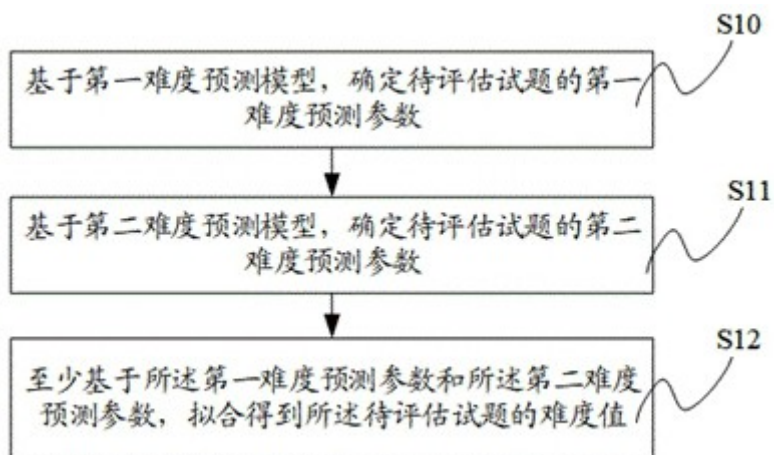 S10
基于第一难度预测模型，确定待评估试题的第一
难度预测参数
S11
基于第二难度预测模型，确定待评估试题的第二
难度预测参数
S12
至少基于所述第一难度预测参数和所述第二难度
预测参数，拟合得到所述待评估试题的难度值